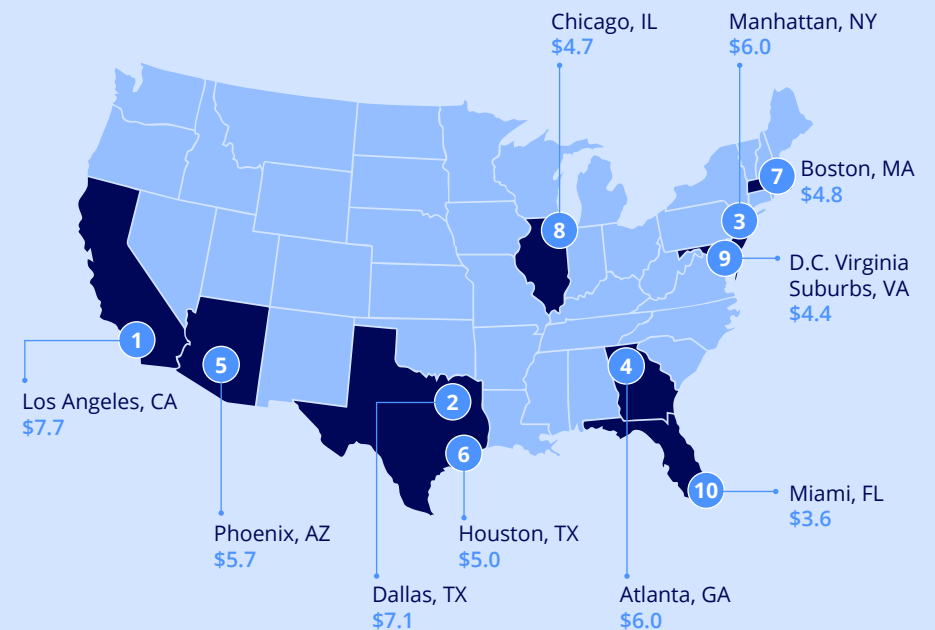 Chicago, IL
$4.7
Manhattan, NY
$6.0
7
Boston, MA
$4.8
3
8
9
D.C. Virginia
Suburbs, VA
$4.4
1
Los Angeles, CA
$7.7
5
4
2
6
10
Miami, FL
$3.6
Phoenix, AZ
$5.7
Houston, TX
$5.0
Dallas, TX
$7.1
Atlanta, GA
$6.0